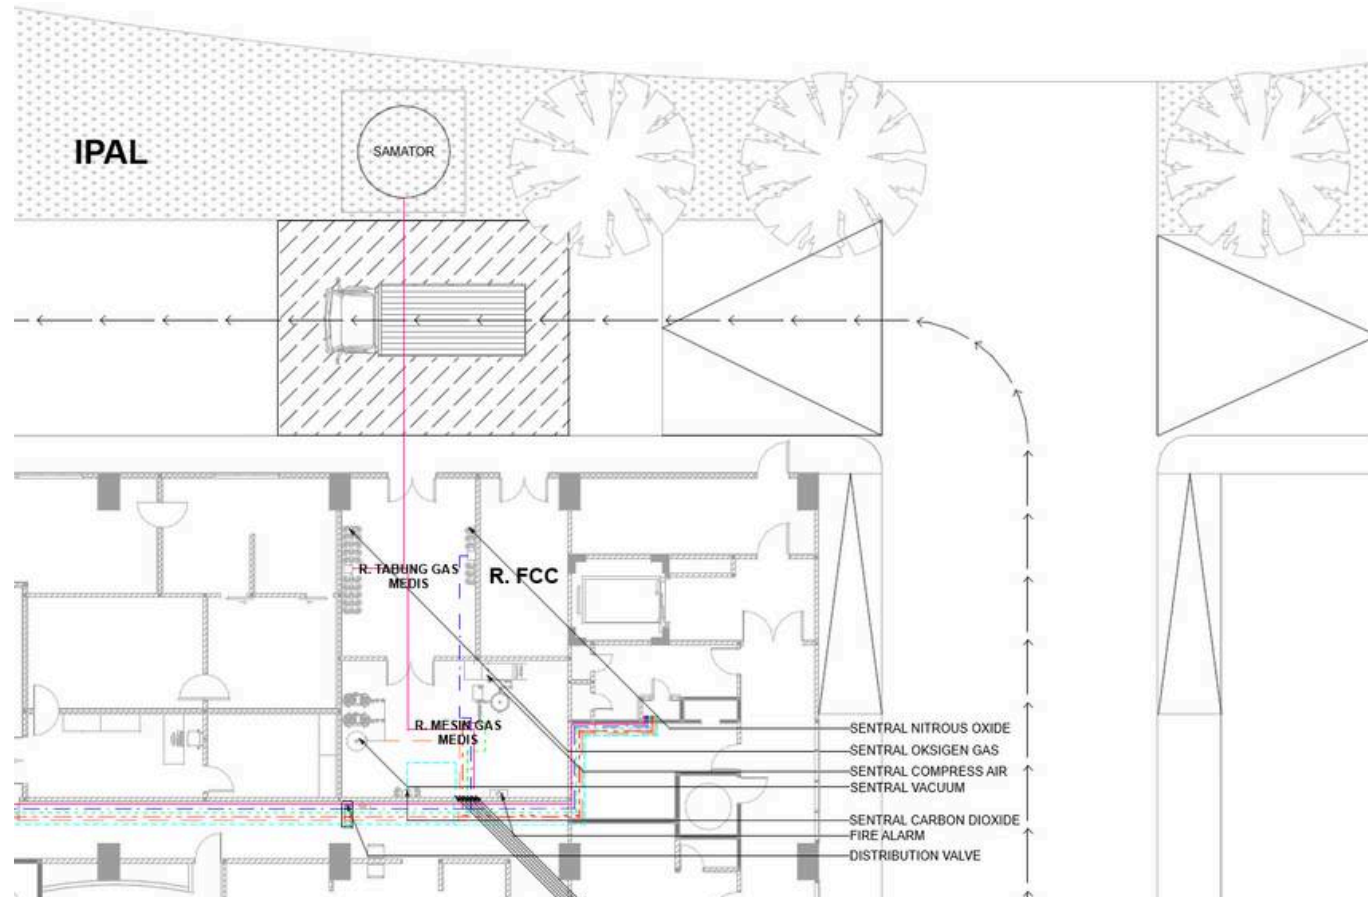 IPAL
SAMATOR
R. TABUNG GAS
MEDIS
R. FCC
R. MESIN GAS
MEDIS
SENTRAL NITROUS OXIDE
SENTRAL OKSIGEN GAS
SENTRAL COMPRESS AIR
SENTRAL VACUUM
SENTRAL CARBON DIOXIDE
FIRE ALARM
DISTRIBUTION VALVE